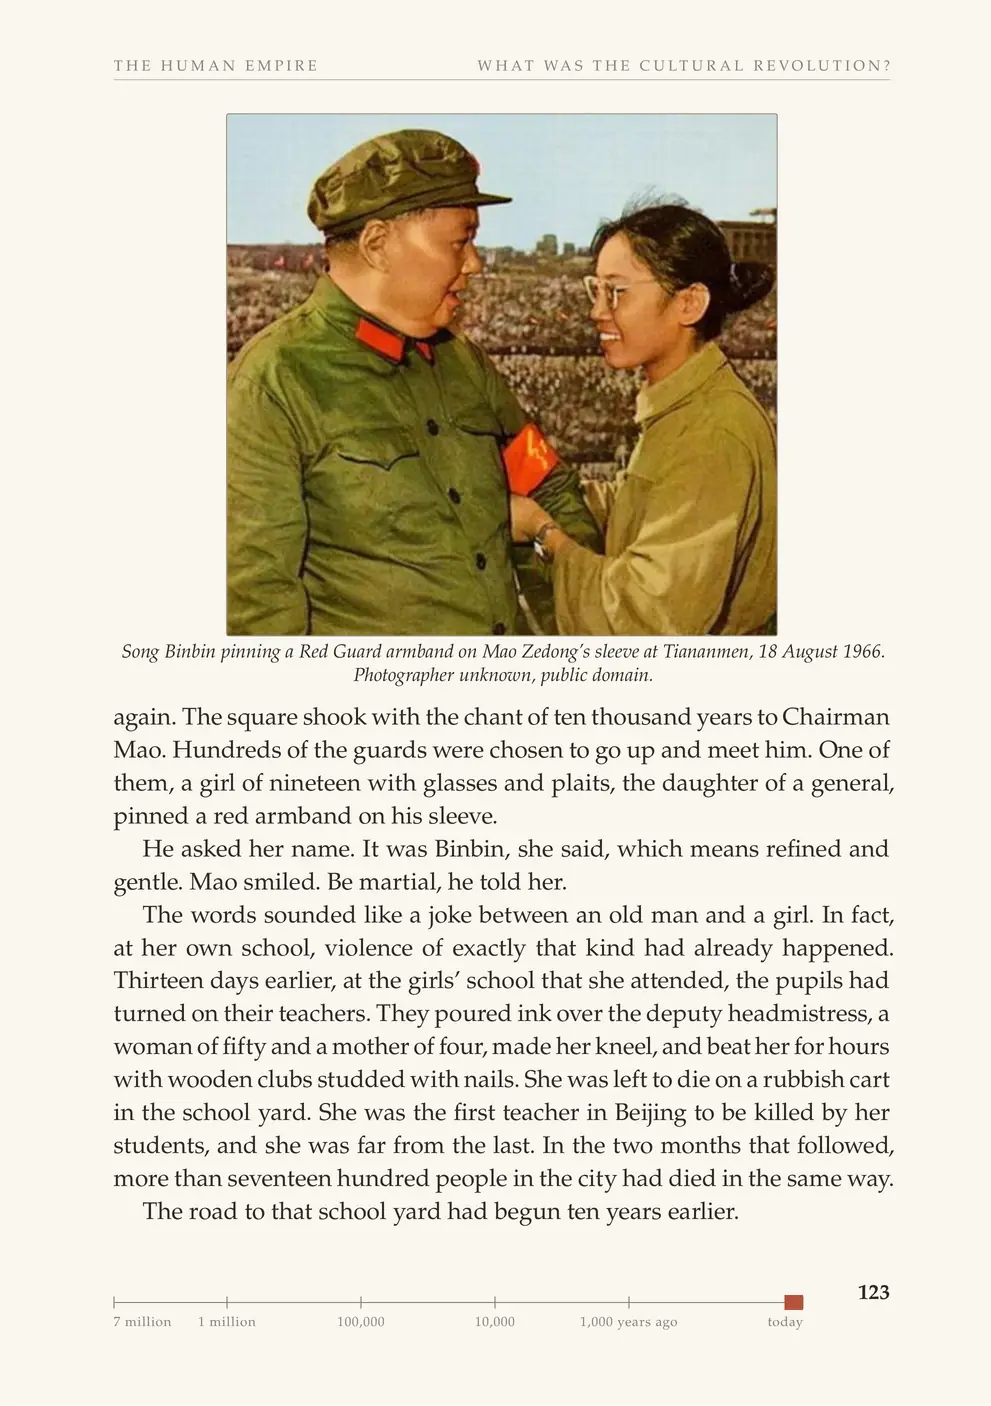 THE HUMAN EMPIRE
WHAT WAS THE CULTURAL REVOLUTION?
Song Binbin pinning a Red Guard armband on Mao Zedong’s sleeve at Tiananmen, 18 August 1966.
Photographer unknown, public domain.
again. The square shook with the chant of ten thousand years to Chairman
Mao. Hundreds of the guards were chosen to go up and meet him. One of
them, a girl of nineteen with glasses and plaits, the daughter of a general,
pinned a red armband on his sleeve.
He asked her name. It was Binbin, she said, which means refined and
gentle. Mao smiled. Be martial, he told her.
The words sounded like a joke between an old man and a girl. In fact,
at her own school, violence of exactly that kind had already happened.
Thirteen days earlier, at the girls’ school that she attended, the pupils had
turned on their teachers. They poured ink over the deputy headmistress, a
woman of fifty and a mother of four, made her kneel, and beat her for hours
with wooden clubs studded with nails. She was left to die on a rubbish cart
in the school yard. She was the first teacher in Beijing to be killed by her
students, and she was far from the last. In the two months that followed,
more than seventeen hundred people in the city had died in the same way.
The road to that school yard had begun ten years earlier.
123
7 million 1 million 100,000 10,000 1,000 years ago today